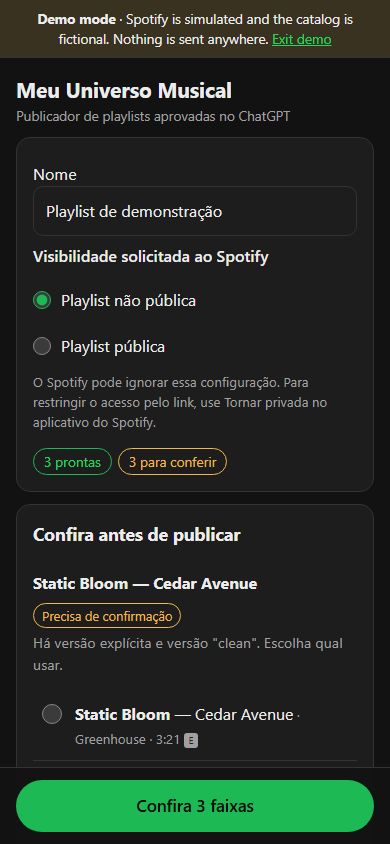 Demo mode · Spotify is simulated and the catalog is
fictional. Nothing is sent anywhere. Exit demo
Meu Universo Musical
Publicador de playlists aprovadas no ChatGPT
Nome
Playlist de demonstração
Visibilidade solicitada ao Spotify
Playlist não pública
Playlist pública
O Spotify pode ignorar essa configuração. Para
restringir o acesso pelo link, use Tornar privada no
aplicativo do Spotify.
3 prontas 3 para conferir
Confira antes de publicar
Static Bloom — Cedar Avenue
Precisa de confirmação
Há versão explícita e versão "clean". Escolha qual
usar.
Static Bloom — Cedar Avenue ·
Greenhouse · 3:21 E
Confira 3 faixas